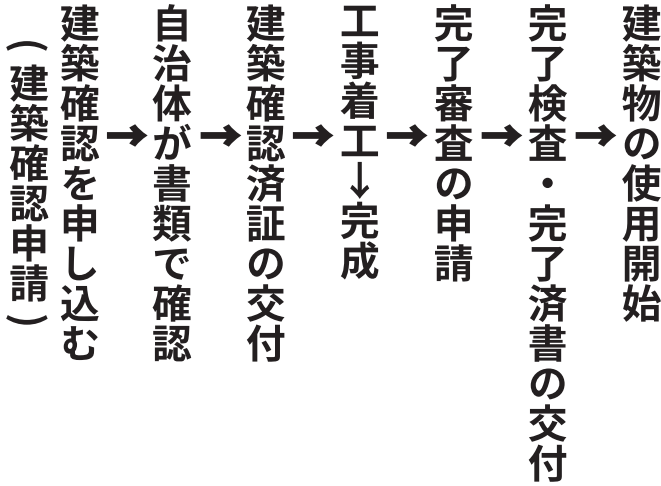 建築確認を申し込む
（建築確認申請）
→
自治体が書類で確認
→
建築確認済証の交付
→
工事着工→完成
→
完了審査の申請
→
完了検査・完了済書の交付
→
建築物の使用開始